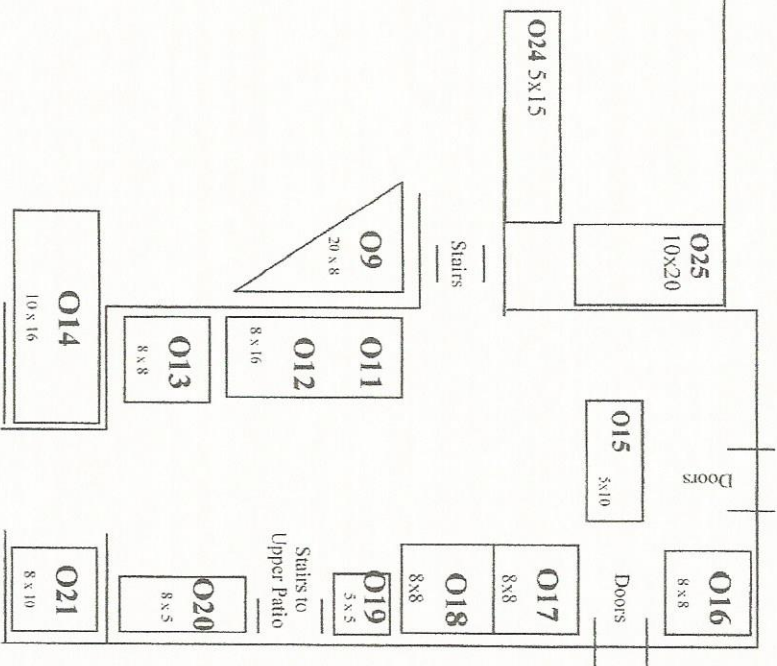 O25
10x20
Doors
O16
8 x 8
O15
5x10
Doors
O24 5x15
O17
8x8
Stairs
O18
8x8
O9
20 x 8
O11
O19
5 x 5
O12
8 x 16
Stairs to
Upper Patio
O13
8 x 8
O20
8 x 5
O14
10 x 16
O21
8 x 10